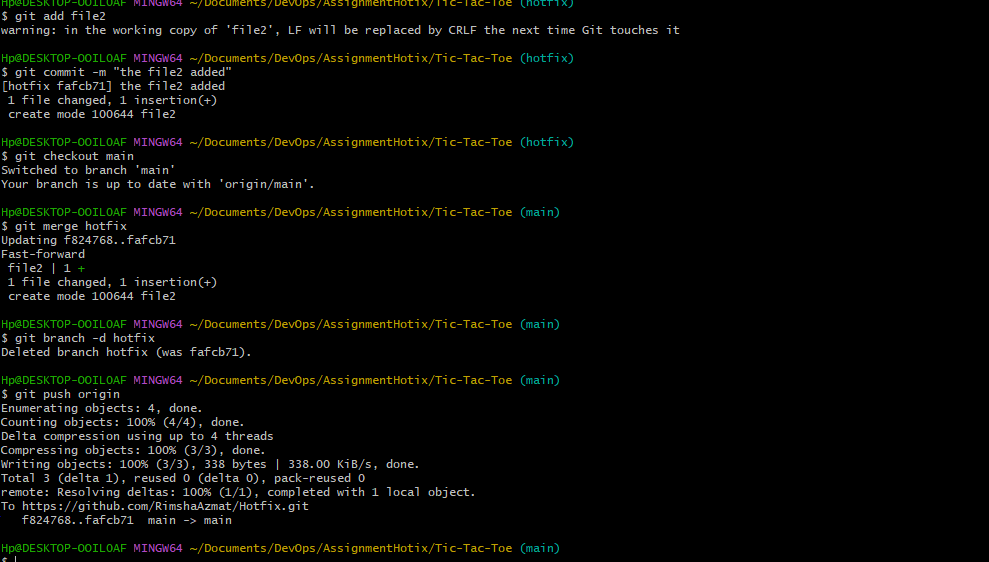 Hp@DESKTOP-OOILOAF MINGW64 ~/Documents/DevOps/AssignmentHotix/Tic-Tac-Toe (hotfix)
$ git add file2
warning: in the working copy of 'file2', LF will be replaced by CRLF the next time Git touches it
Hp@DESKTOP-OOILOAF MINGW64 ~/Documents/DevOps/AssignmentHotix/Tic-Tac-Toe (hotfix)
$ git commit -m "the file2 added"
[hotfix fafcb71] the file2 added
 1 file changed, 1 insertion(+)
 create mode 100644 file2
Hp@DESKTOP-OOILOAF MINGW64 ~/Documents/DevOps/AssignmentHotix/Tic-Tac-Toe (hotfix)
$ git checkout main
Switched to branch 'main'
Your branch is up to date with 'origin/main'.
Hp@DESKTOP-OOILOAF MINGW64 ~/Documents/DevOps/AssignmentHotix/Tic-Tac-Toe (main)
$ git merge hotfix
Updating f824768..fafcb71
Fast-forward
 file2 | 1 +
 1 file changed, 1 insertion(+)
 create mode 100644 file2
Hp@DESKTOP-OOILOAF MINGW64 ~/Documents/DevOps/AssignmentHotix/Tic-Tac-Toe (main)
$ git branch -d hotfix
Deleted branch hotfix (was fafcb71).
Hp@DESKTOP-OOILOAF MINGW64 ~/Documents/DevOps/AssignmentHotix/Tic-Tac-Toe (main)
$ git push origin
Enumerating objects: 4, done.
Counting objects: 100% (4/4), done.
Delta compression using up to 4 threads
Compressing objects: 100% (3/3), done.
Writing objects: 100% (3/3), 338 bytes | 338.00 KiB/s, done.
Total 3 (delta 1), reused 0 (delta 0), pack-reused 0
remote: Resolving deltas: 100% (1/1), completed with 1 local object.
To https://github.com/RimshaAzmat/Hotfix.git
   f824768..fafcb71  main -> main
Hp@DESKTOP-OOILOAF MINGW64 ~/Documents/DevOps/AssignmentHotix/Tic-Tac-Toe (main)
$